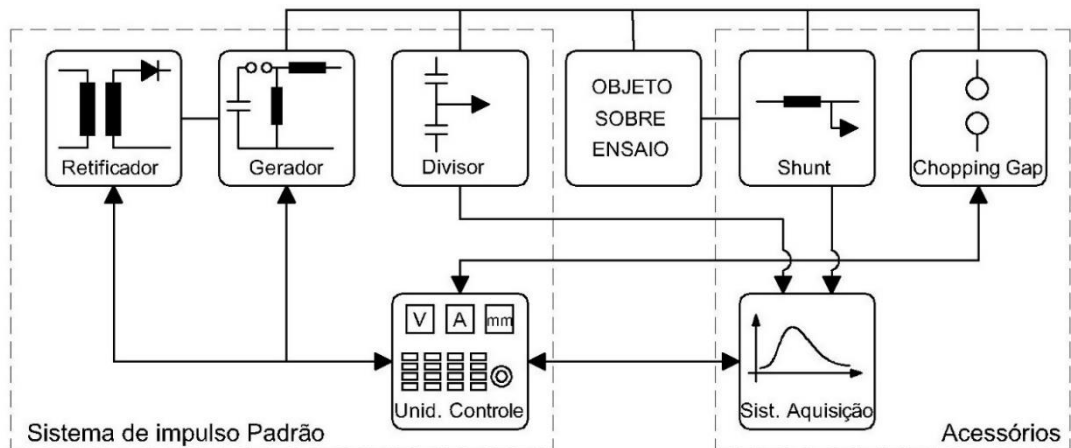 OBJETO
SOBRE
ENSAIO
Retificador
Gerador
Divisor
Shunt
Chopping Gap
V A mm
Unid. Controle
Sist. Aquisição
Sistema de impulso Padrão
Acessórios